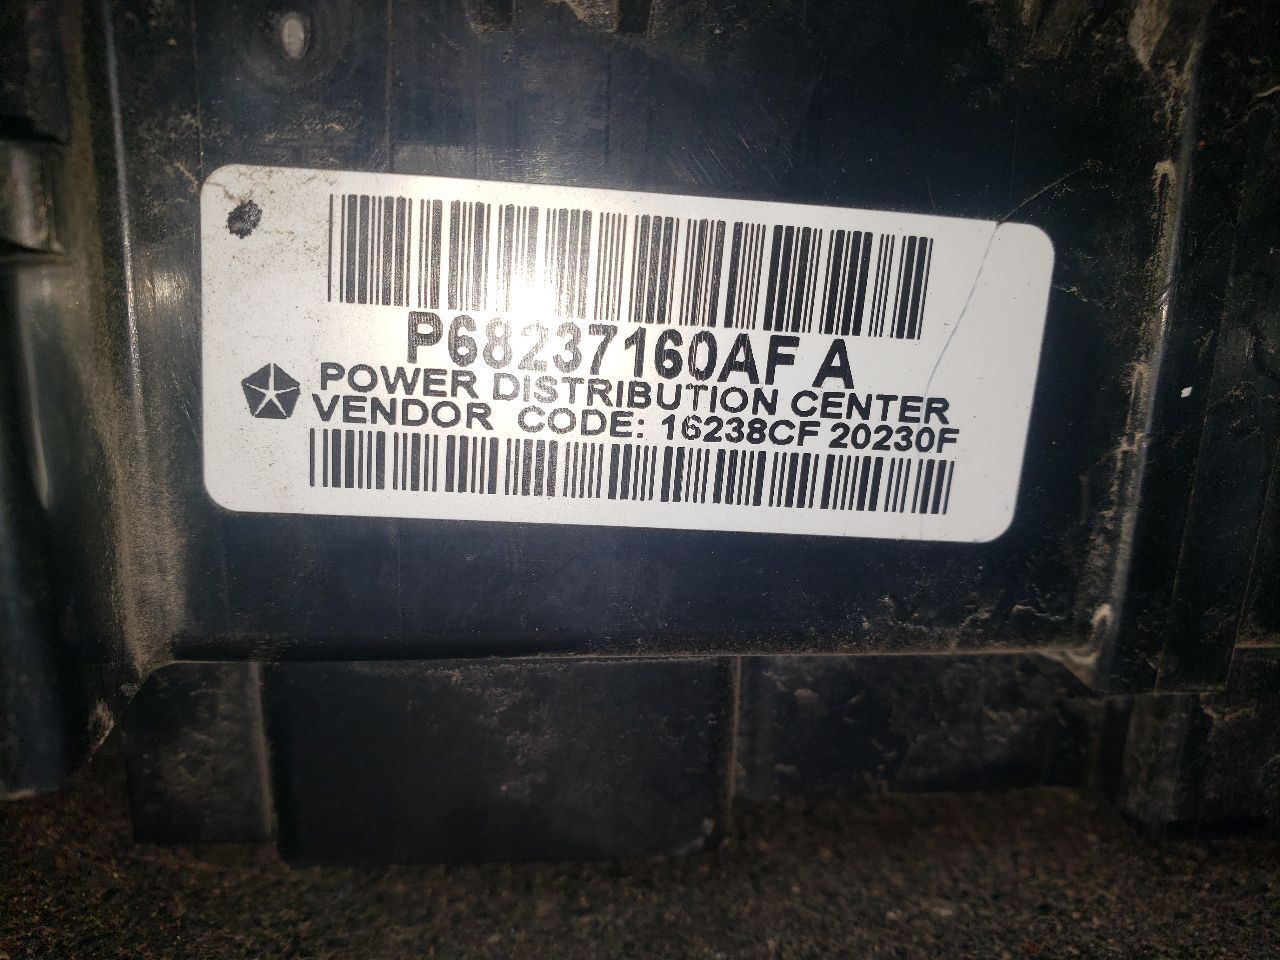 P68237160AF A
POWER DISTRIBUTION CENTER
VENDOR CODE: 16238CF 20230F